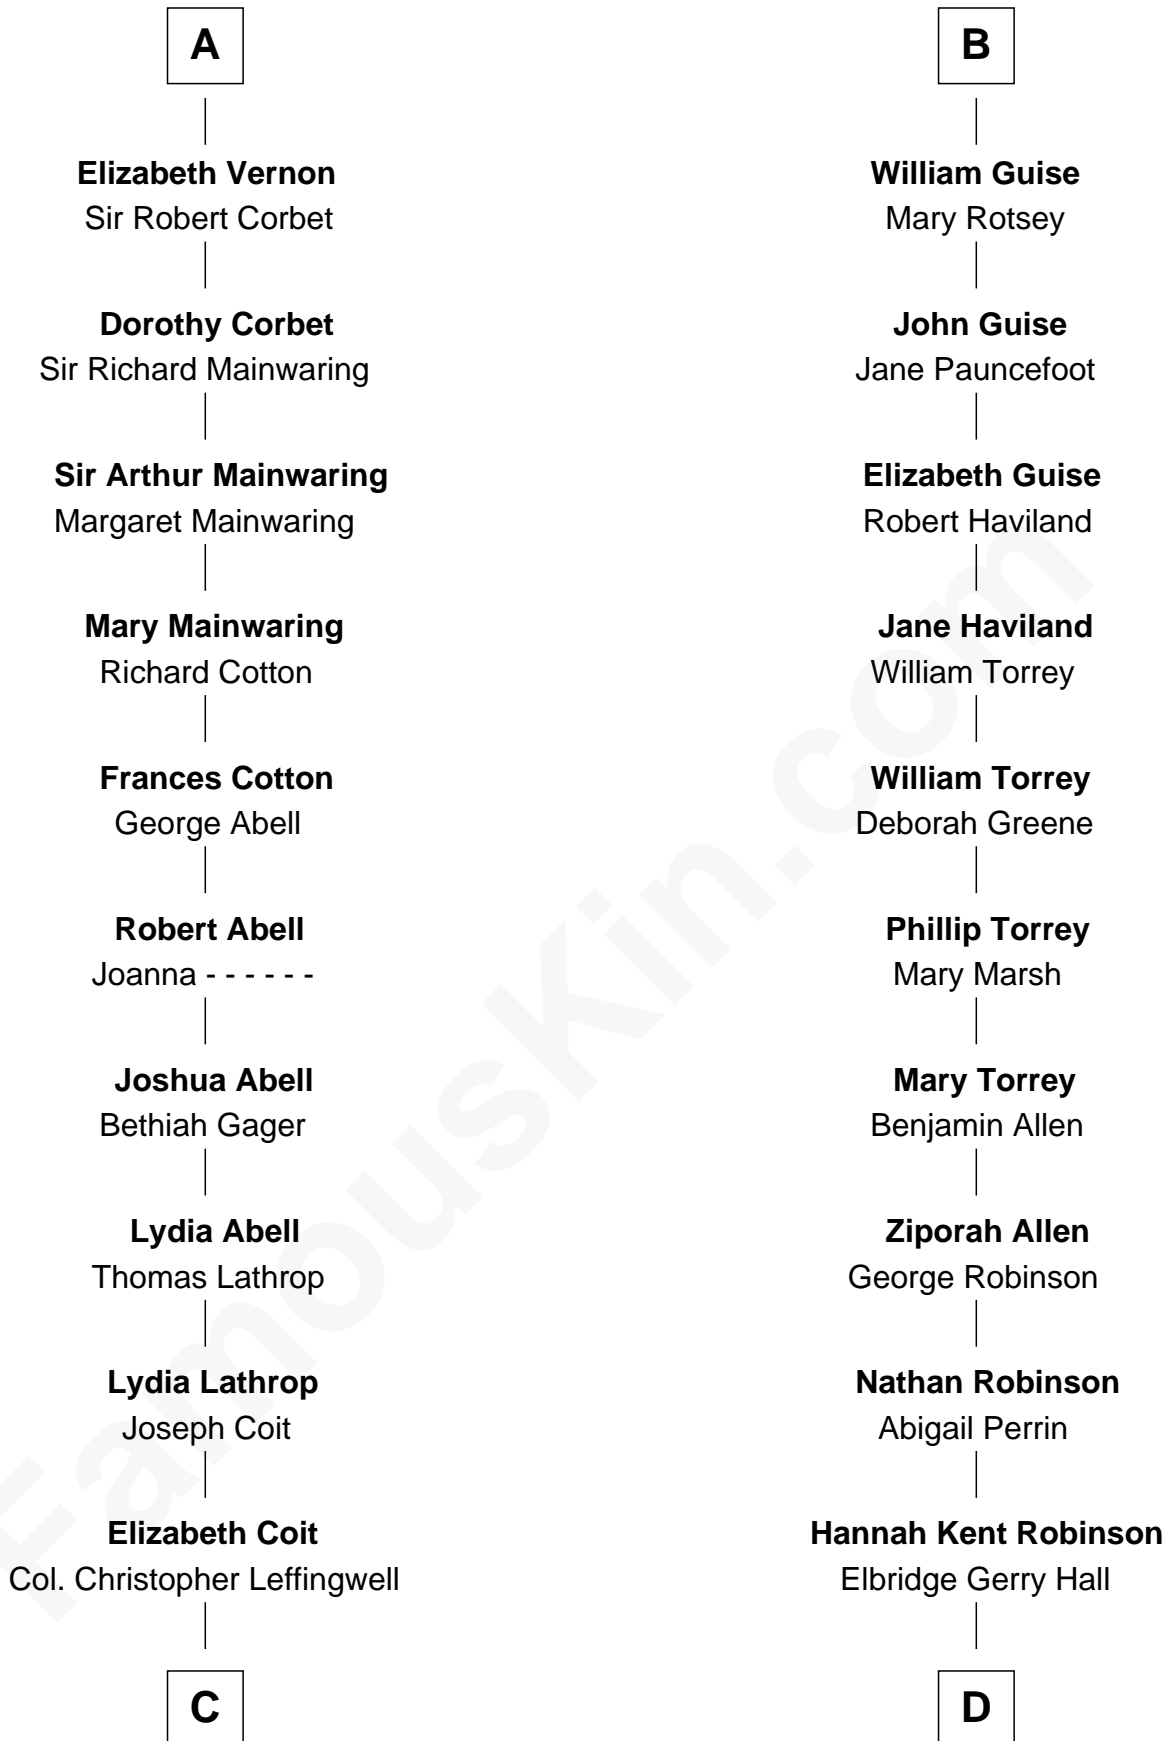 A
Elizabeth Vernon
Sir Robert Corbet
Dorothy Corbet
Sir Richard Mainwaring
Sir Arthur Mainwaring
Margaret Mainwaring
Mary Mainwaring
Richard Cotton
Frances Cotton
George Abell
Robert Abell
Joanna - - - - - -
Joshua Abell
Bethiah Gager
Lydia Abell
Thomas Lathrop
Lydia Lathrop
Joseph Coit
Elizabeth Coit
Col. Christopher Leffingwell
C
B
William Guise
Mary Rotsey
John Guise
Jane Pauncefoot
Elizabeth Guise
Robert Haviland
Jane Haviland
William Torrey
William Torrey
Deborah Greene
Phillip Torrey
Mary Marsh
Mary Torrey
Benjamin Allen
Ziporah Allen
George Robinson
Nathan Robinson
Abigail Perrin
Hannah Kent Robinson
Elbridge Gerry Hall
D
FamousKin.com